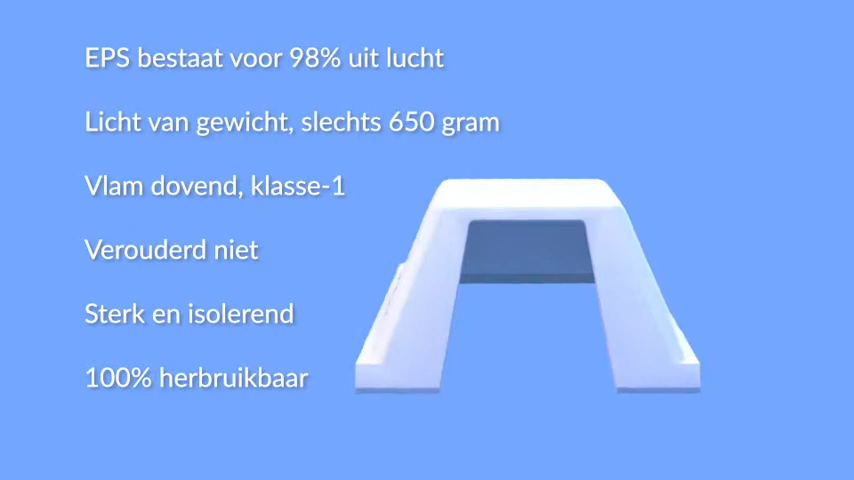 EPS bestaat voor 98% uit lucht
Licht van gewicht, slechts 650 gram
Vlam dovend, klasse-1
Verouderd niet
Sterk en isolerend
100% herbruikbaar